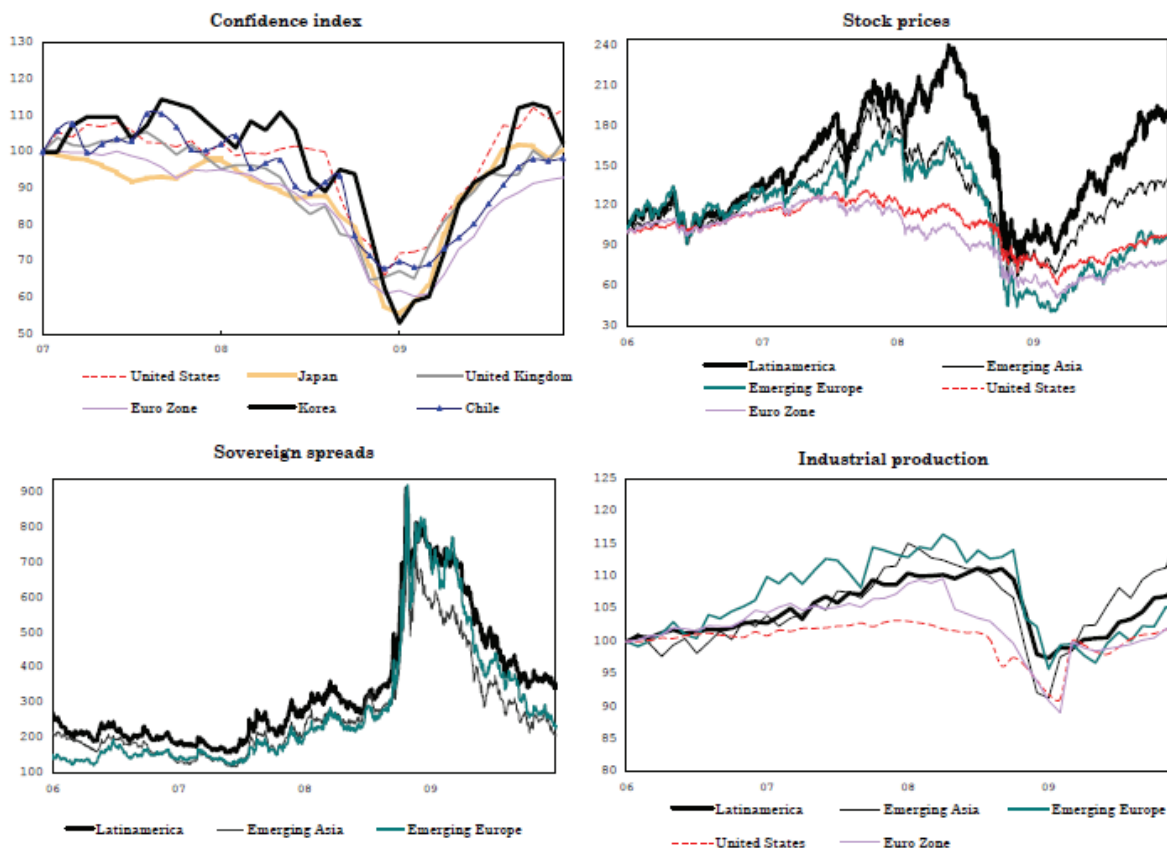 Confidence index
130
120
110
100
90
80
70
60
50
07 08 09
United States Japan United Kingdom
Euro Zone Korea Chile
Stock prices
240
210
180
150
120
90
60
30
06 07 08 09
Latinamerica Emerging Asia
Emerging Europe United States
Euro Zone
Sovereign spreads
900
800
700
600
500
400
300
200
100
06 07 08 09
Latinamerica Emerging Asia Emerging Europe
Industrial production
125
120
115
110
105
100
95
90
85
80
06 07 08 09
Latinamerica Emerging Asia Emerging Europe
United States Euro Zone